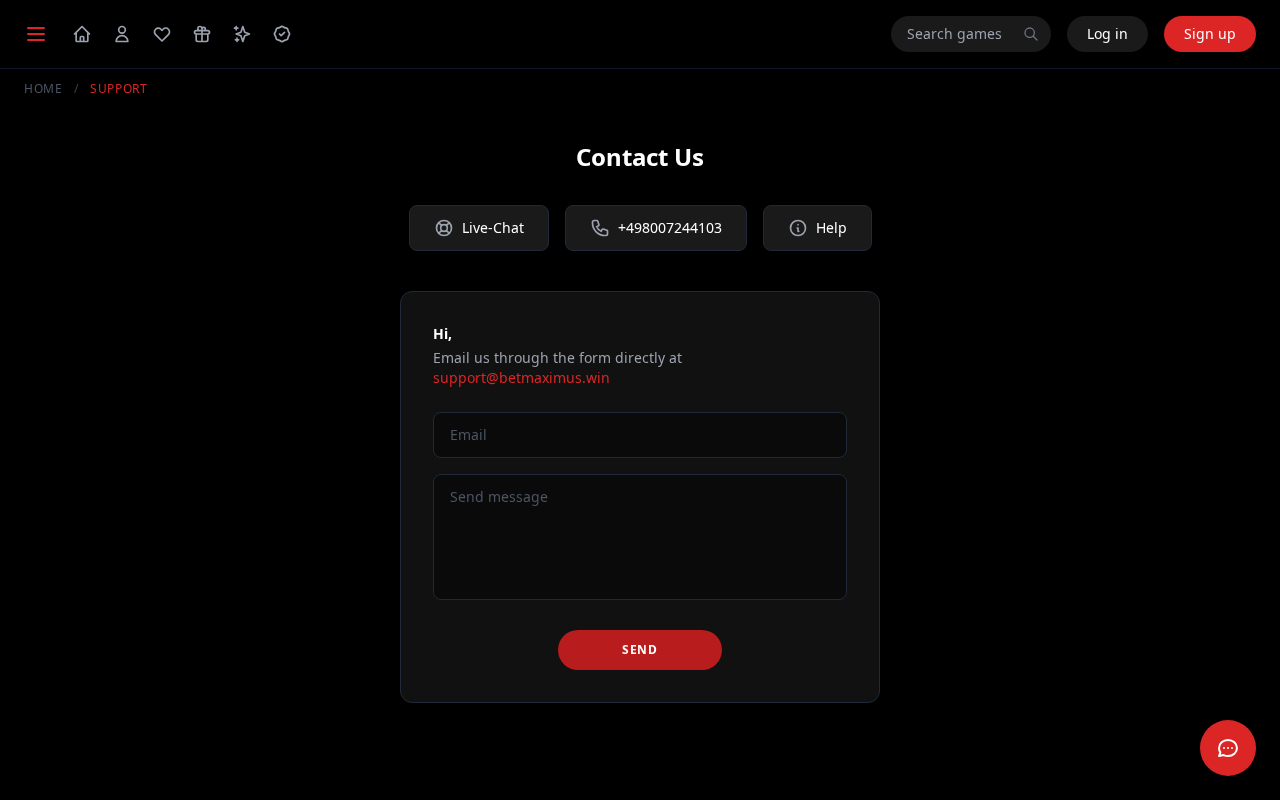 Search games
Log in
Sign up
HOME / SUPPORT
Contact Us
Live-Chat
+498007244103
Help
Hi,
Email us through the form directly at
support@betmaximus.win
Email
Send message
SEND